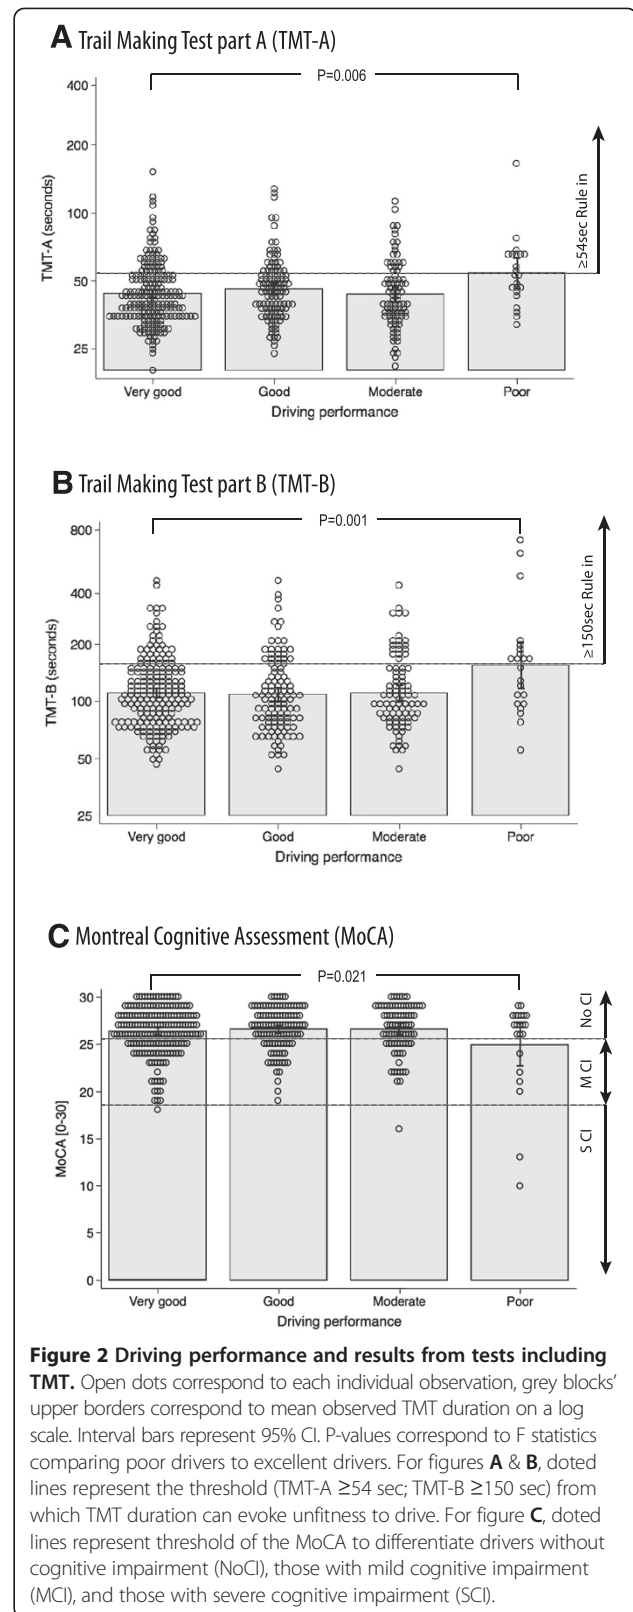 A Trail Making Test part A (TMT-A)
P=0.006
400
200
100
50
25
TMT-A (seconds)
≥54sec Rule in
Very good Good Moderate Poor
Driving performance
B Trail Making Test part B (TMT-B)
P=0.001
800
400
200
100
50
25
TMT-B (seconds)
≥150sec Rule in
Very good Good Moderate Poor
Driving performance
C Montreal Cognitive Assessment (MoCA)
P=0.021
30
25
20
15
10
5
0
MoCA [0-30]
No CI
M CI
S CI
Very good Good Moderate Poor
Driving performance
Figure 2 Driving performance and results from tests including
TMT. Open dots correspond to each individual observation, grey blocks’
upper borders correspond to mean observed TMT duration on a log
scale. Interval bars represent 95% CI. P-values correspond to F statistics
comparing poor drivers to excellent drivers. For figures A & B, doted
lines represent the threshold (TMT-A ≥54 sec; TMT-B ≥150 sec) from
which TMT duration can evoke unfitness to drive. For figure C, doted
lines represent threshold of the MoCA to differentiate drivers without
cognitive impairment (NoCI), those with mild cognitive impairment
(MCI), and those with severe cognitive impairment (SCI).